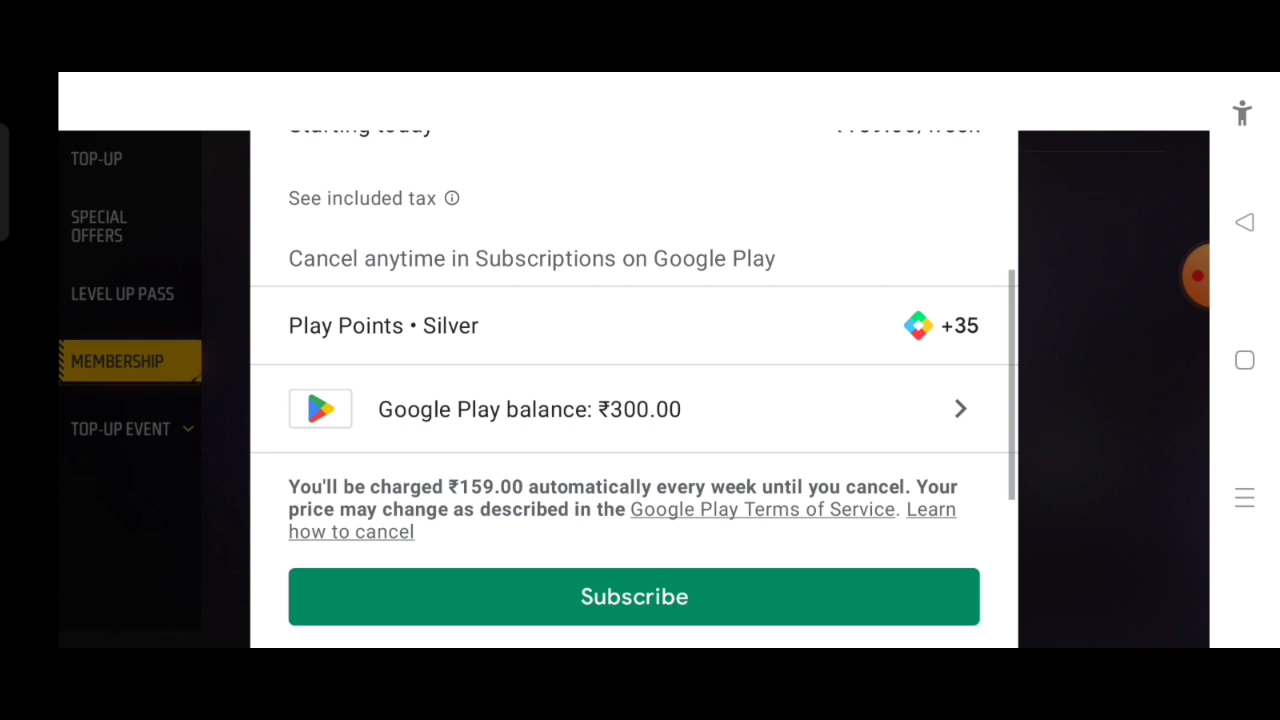 Starting today
TOP-UP
SPECIAL
OFFERS
LEVEL UP PASS
MEMBERSHIP
TOP-UP EVENT
See included tax
Cancel anytime in Subscriptions on Google Play
Play Points • Silver +35
Google Play balance: ₹300.00
You'll be charged ₹159.00 automatically every week until you cancel. Your
price may change as described in the Google Play Terms of Service. Learn
how to cancel
Subscribe